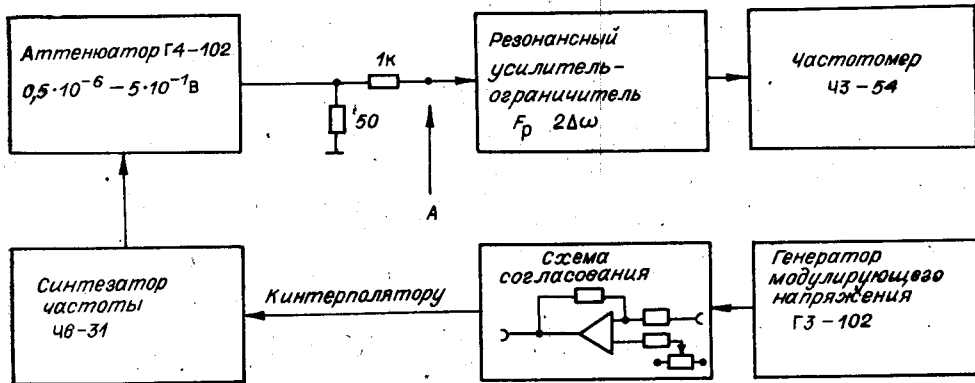 Аттенюатор Г4-102
0,5·10⁻⁶ – 5·10⁻¹В
1к
50
А
Резонансный
усилитель-
ограничитель
Fр 2Δω
Частотомер
Ч3-54
Синтезатор
частоты
Ч6-31
К интерполятору
Схема
согласования
Генератор
модулирующего
напряжения
Г3-102